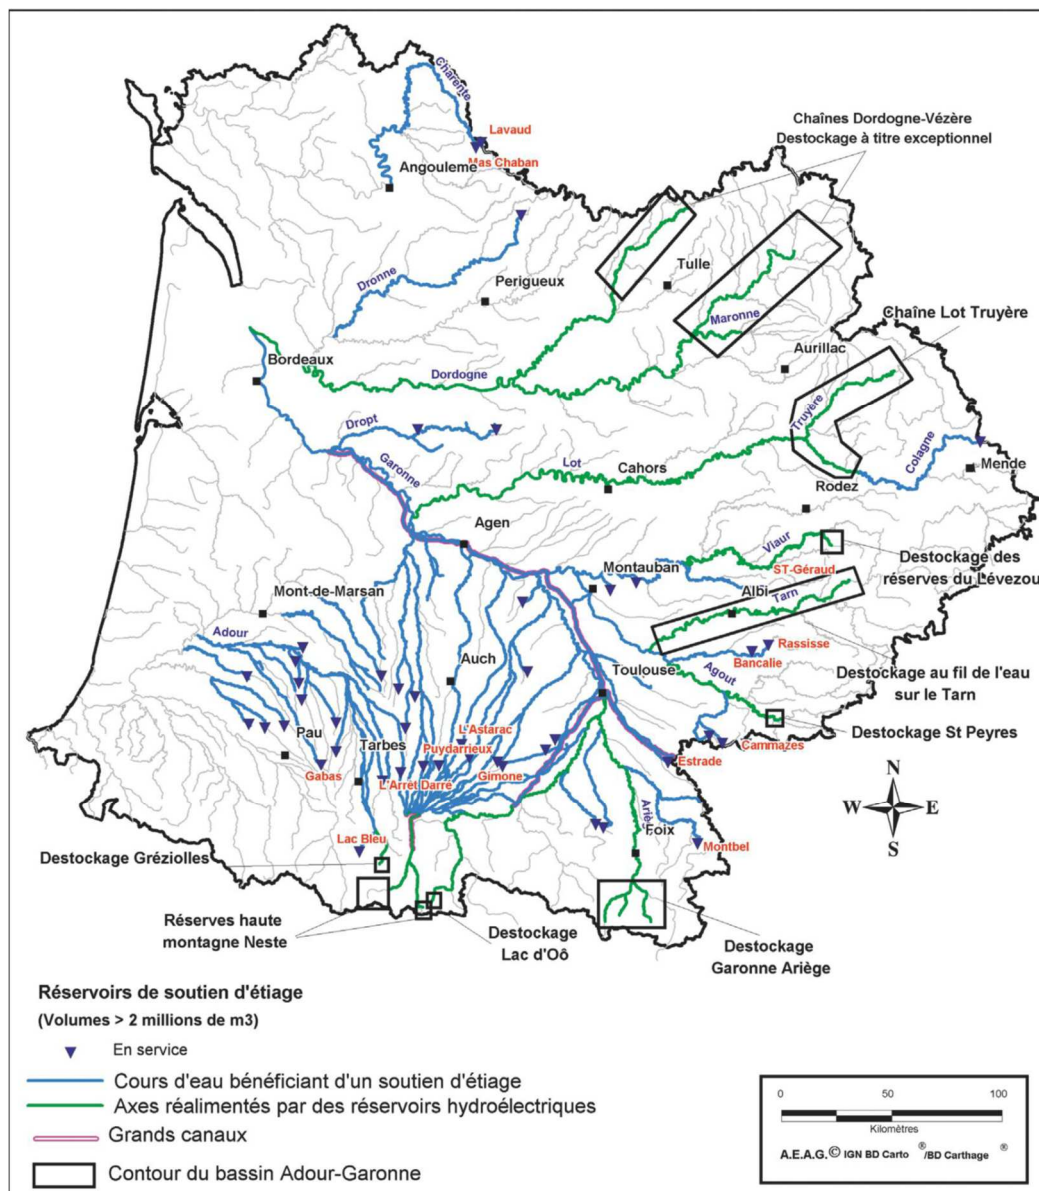 Charente
Lavaud
Mas Chaban
Angouleme
Chaînes Dordogne-Vézère
Destockage à titre exceptionnel
Dronne
Perigueux
Tulle
Maronne
Chaîne Lot Truyère
Bordeaux
Aurillac
Dordogne
Dropt
Truyère
Garonne
Lot
Cahors
Colagne
Mende
Rodez
Agen
Viaur
Destockage des
réserves du Lévezou
ST-Géraud
Montauban
Mont-de-Marsan
Albi
Tarn
Adour
Auch
Rassisse
Bancalie
Toulouse
Agout
Destockage au fil de l'eau
sur le Tarn
Pau
Tarbes
L'Astarac
Puydarrieux
Cammazes
Destockage St Peyres
Gabas
L'Arrêt Darré
Gimone
Estrade
N
W
E
S
Lac Bleu
Foix
Montbel
Destockage Gréziolles
Réserves haute
montagne Neste
Destockage
Lac d'Oô
Destockage
Garonne Ariège
Réservoirs de soutien d'étiage
(Volumes > 2 millions de m3)
En service
Cours d'eau bénéficiant d'un soutien d'étiage
Axes réalimentés par des réservoirs hydroélectriques
Grands canaux
Contour du bassin Adour-Garonne
0 50 100
Kilomètres
A.E.A.G.© IGN BD Carto ®/BD Carthage ®